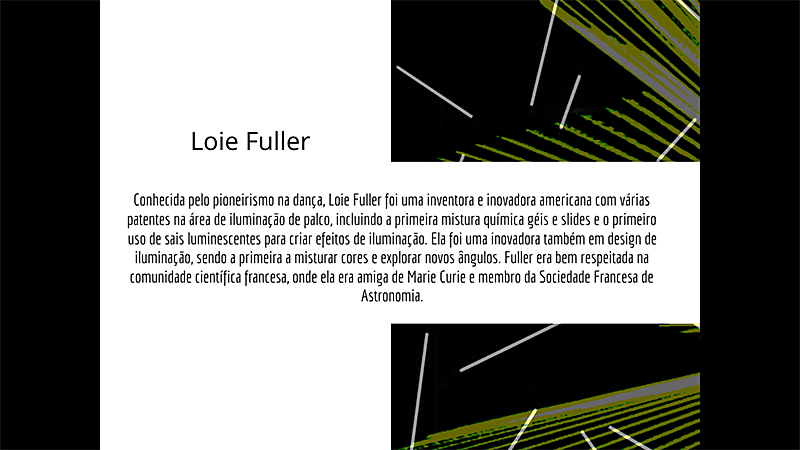 Loie Fuller
Conhecida pelo pioneirismo na dança, Loie Fuller foi uma inventora e inovadora americana com várias
patentes na área de iluminação de palco, incluindo a primeira mistura química géis e slides e o primeiro
uso de sais luminescentes para criar efeitos de iluminação. Ela foi uma inovadora também em design de
iluminação, sendo a primeira a misturar cores e explorar novos ângulos. Fuller era bem respeitada na
comunidade científica francesa, onde ela era amiga de Marie Curie e membro da Sociedade Francesa de
Astronomia.